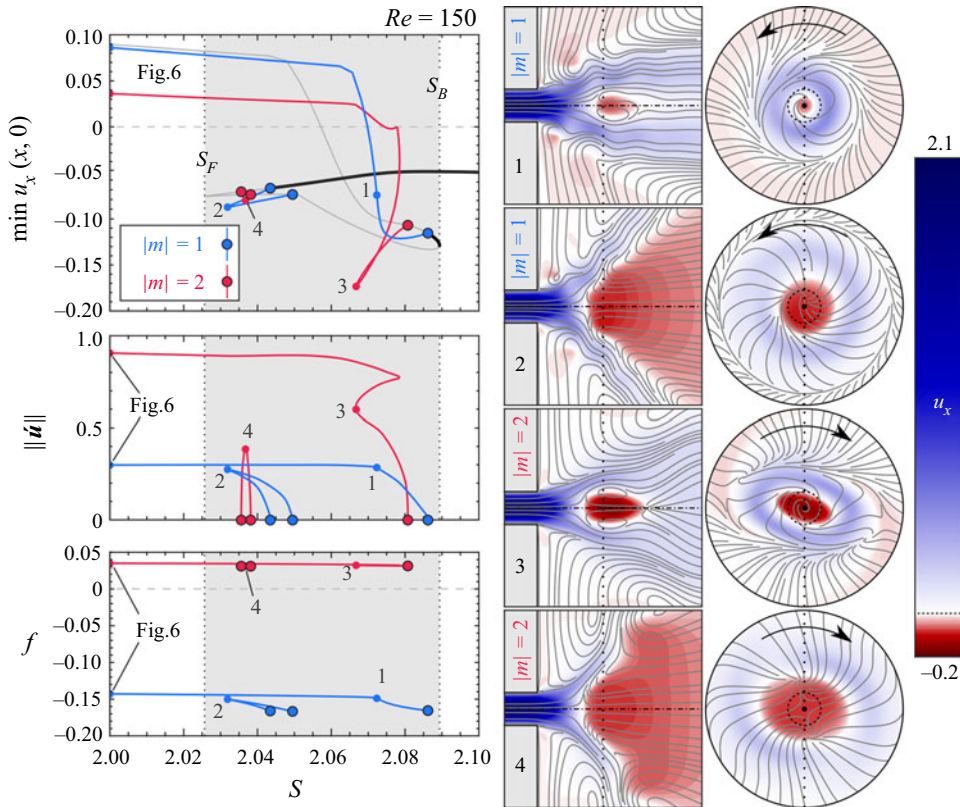 Re = 150
0.10
0.05
0
−0.05
−0.10
−0.15
−0.20
min u_x (x, 0)
Fig.6
S_B
S_F
1
2
4
3
|m| = 1
|m| = 2
1.0
0.5
0
||ú||
Fig.6
4
3
2
1
0.05
0
−0.05
−0.10
−0.15
−0.20
f
3
4
Fig.6
1
2
2.00
2.02
2.04
2.06
2.08
2.10
S
|m| = 1
1
|m| = 1
2
|m| = 2
3
|m| = 2
4
2.1
u_x
−0.2